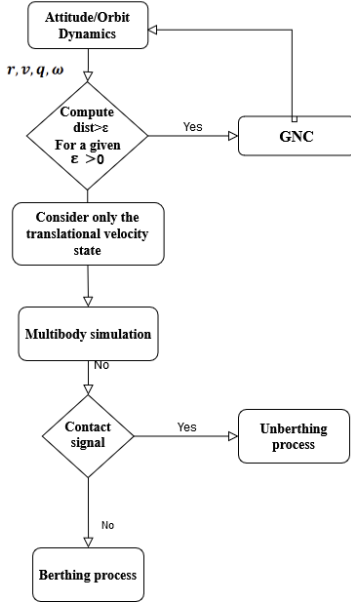 Attitude/Orbit
Dynamics
r, v, q, ω
Compute
dist>ε
For a given
ε >0
Yes
GNC
Consider only the
translational velocity
state
Multibody simulation
No
Contact
signal
Yes
Unberthing
process
No
Berthing process